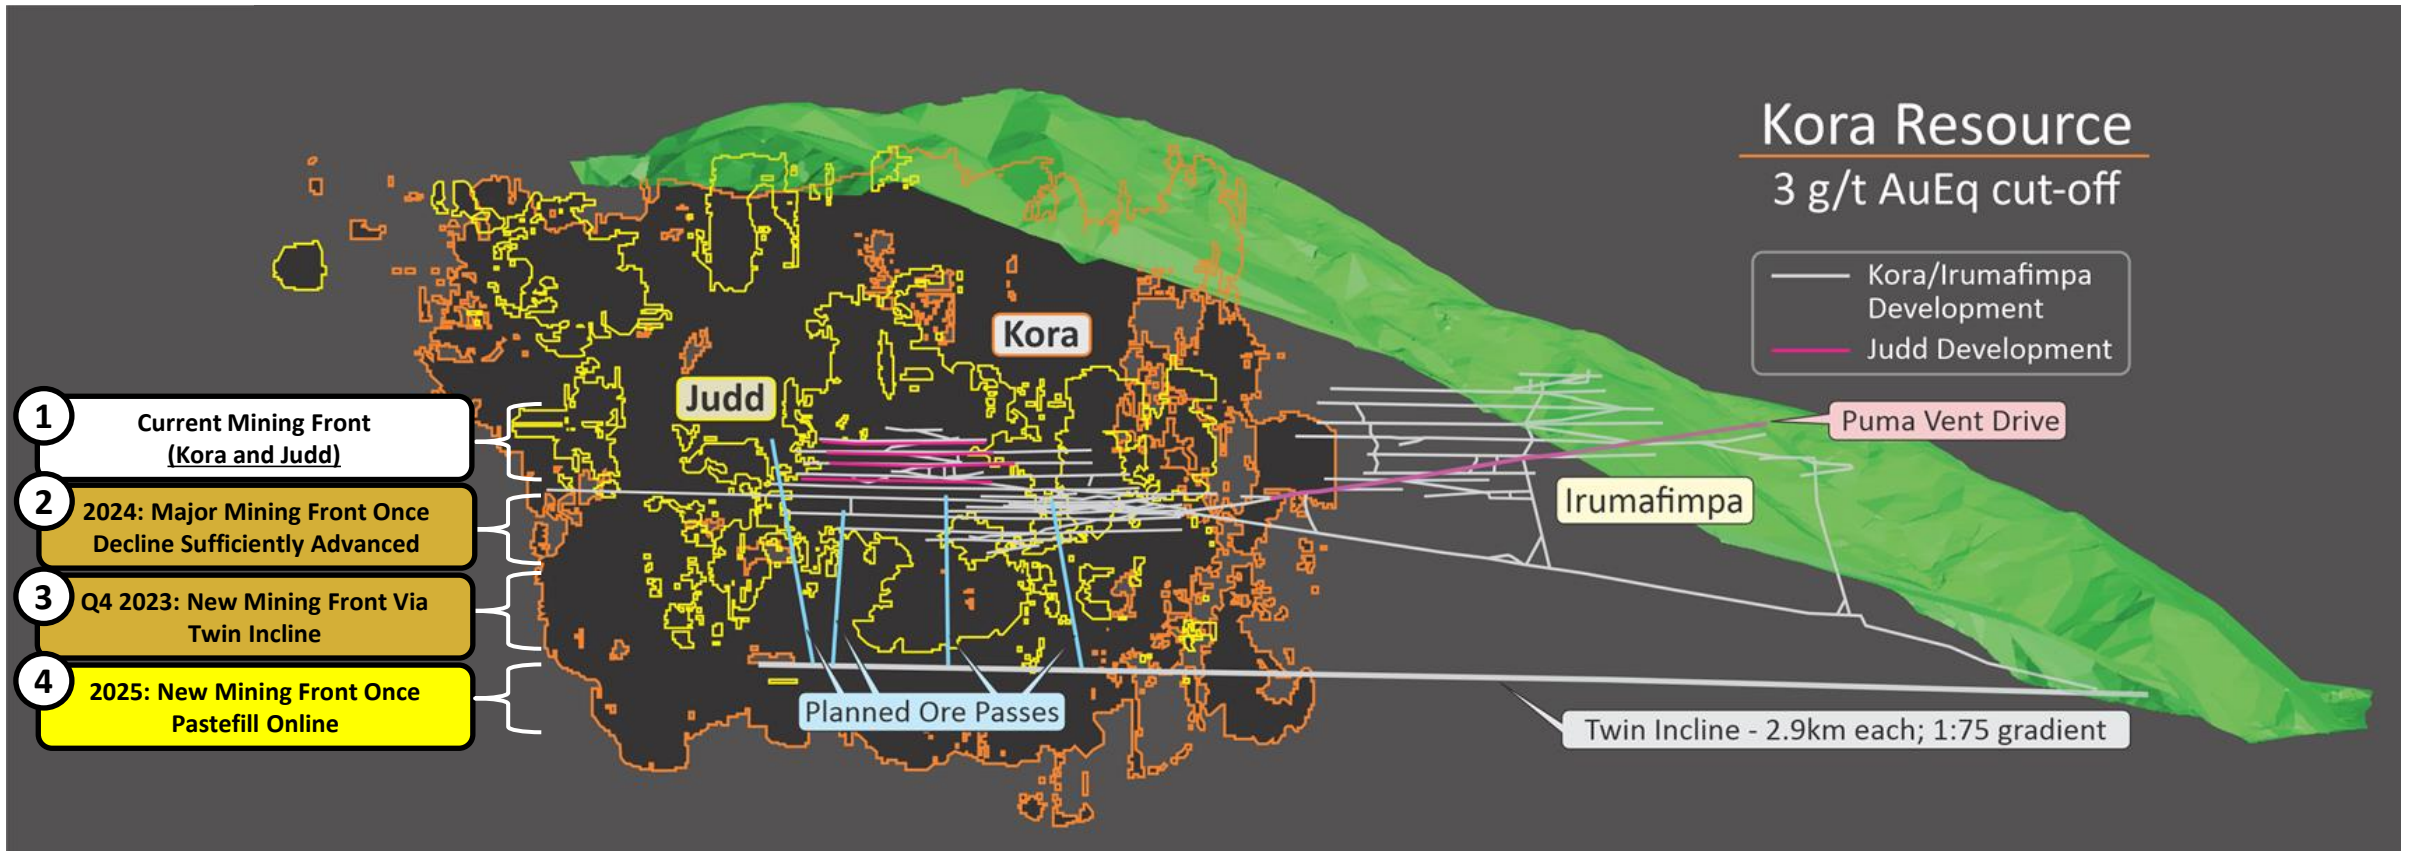 Kora Resource
3 g/t AuEq cut-off
Kora/Irumafimpa
Development
Judd Development
Kora
Judd
1
Current Mining Front
(Kora and Judd)
2
2024: Major Mining Front Once
Decline Sufficiently Advanced
3
Q4 2023: New Mining Front Via
Twin Incline
4
2025: New Mining Front Once
Pastefill Online
Puma Vent Drive
Irumafimpa
Planned Ore Passes
Twin Incline - 2.9km each; 1:75 gradient